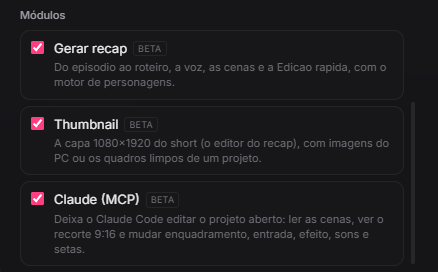 Módulos
Gerar recap BETA
Do episodio ao roteiro, a voz, as cenas e a Edicao rapida, com o
motor de personagens.
Thumbnail BETA
A capa 1080×1920 do short (o editor do recap), com imagens do
PC ou os quadros limpos de um projeto.
Claude (MCP) BETA
Deixa o Claude Code editar o projeto aberto: ler as cenas, ver o
recorte 9:16 e mudar enquadramento, entrada, efeito, sons e
setas.